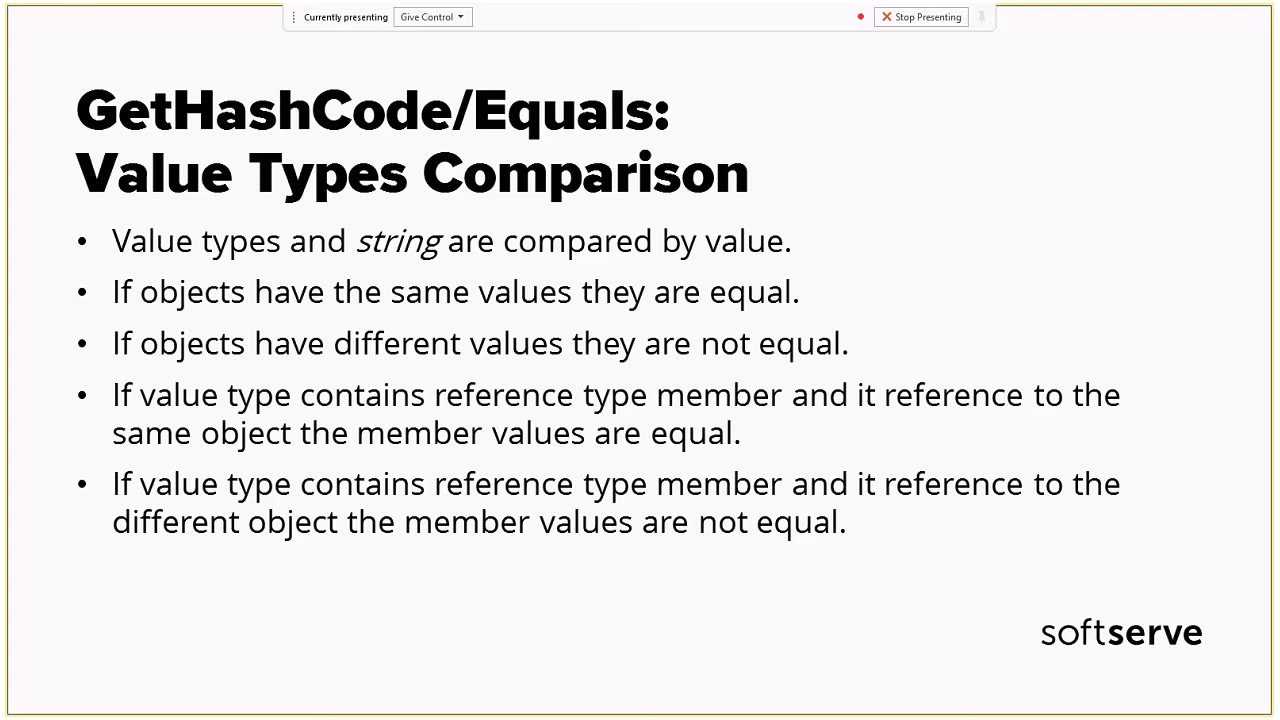 Currently presenting Give Control Stop Presenting
GetHashCode/Equals:
Value Types Comparison
• Value types and string are compared by value.
• If objects have the same values they are equal.
• If objects have different values they are not equal.
• If value type contains reference type member and it reference to the
same object the member values are equal.
• If value type contains reference type member and it reference to the
different object the member values are not equal.
softserve